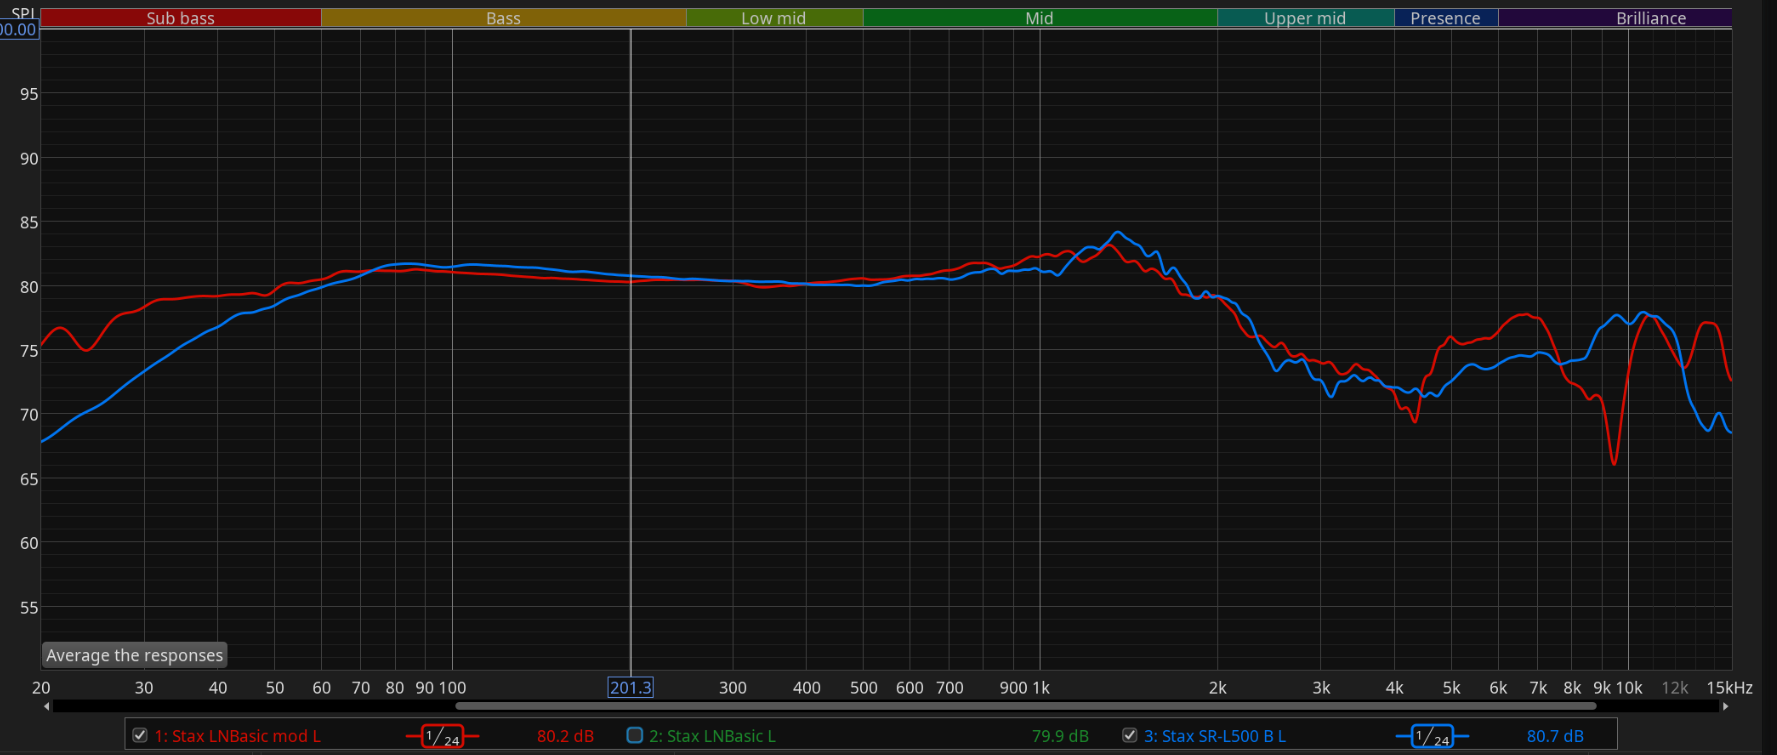 SPL
Sub bass Bass Low mid Mid Upper mid Presence Brilliance
00.00
95
90
85
80
75
70
65
60
55
Average the responses
20 30 40 50 60 70 80 90 100 201.3 300 400 500 600 700 900 1k 2k 3k 4k 5k 6k 7k 8k 9k 10k 12k 15kHz
1: Stax LNBasic mod L 1/24 80.2 dB 2: Stax LNBasic L 79.9 dB 3: Stax SR-L500 B L 1/24 80.7 dB